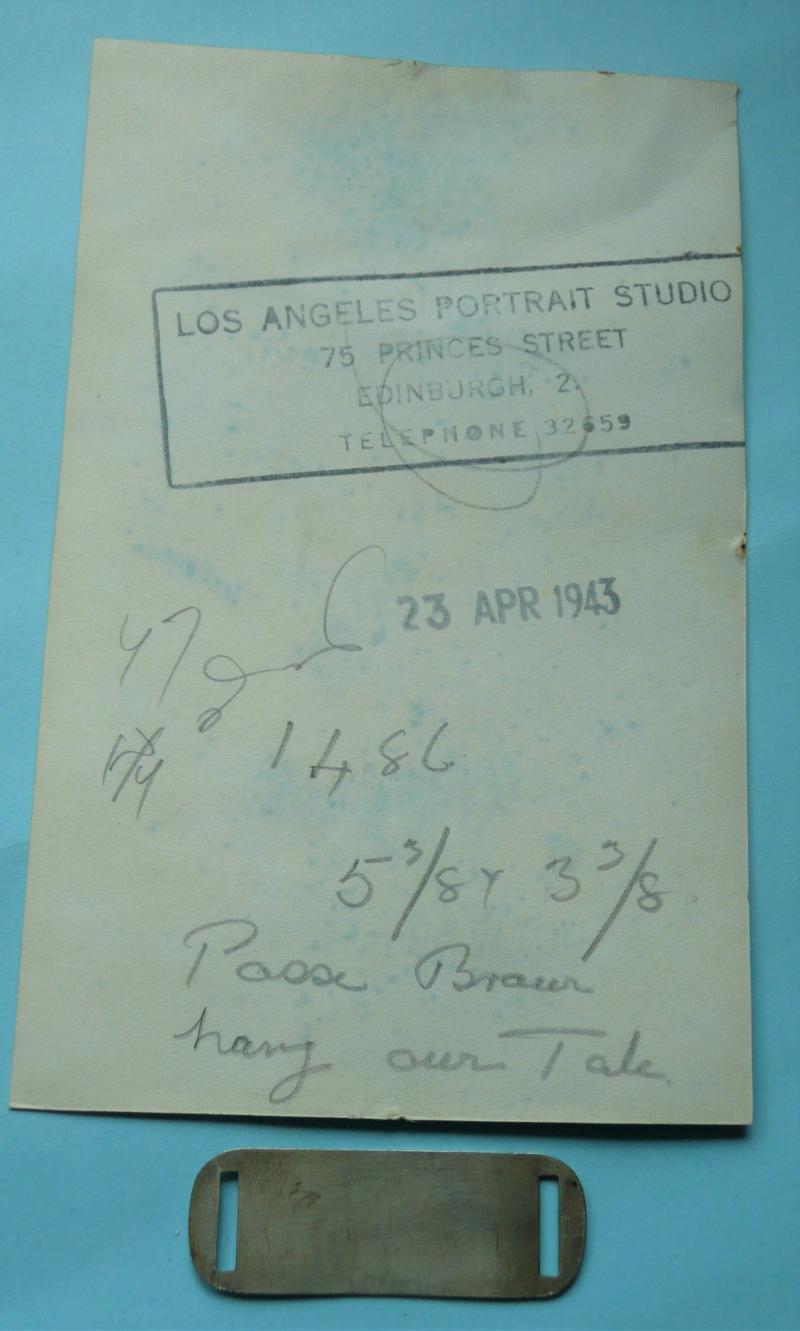 LOS ANGELES PORTRAIT STUDIO
75 PRINCES STREET
EDINBURGH, 2.
TELEPHONE 32659
23 APR 1943
47
1486
5 3/8 x 3 3/8
Passe
hang our Tale